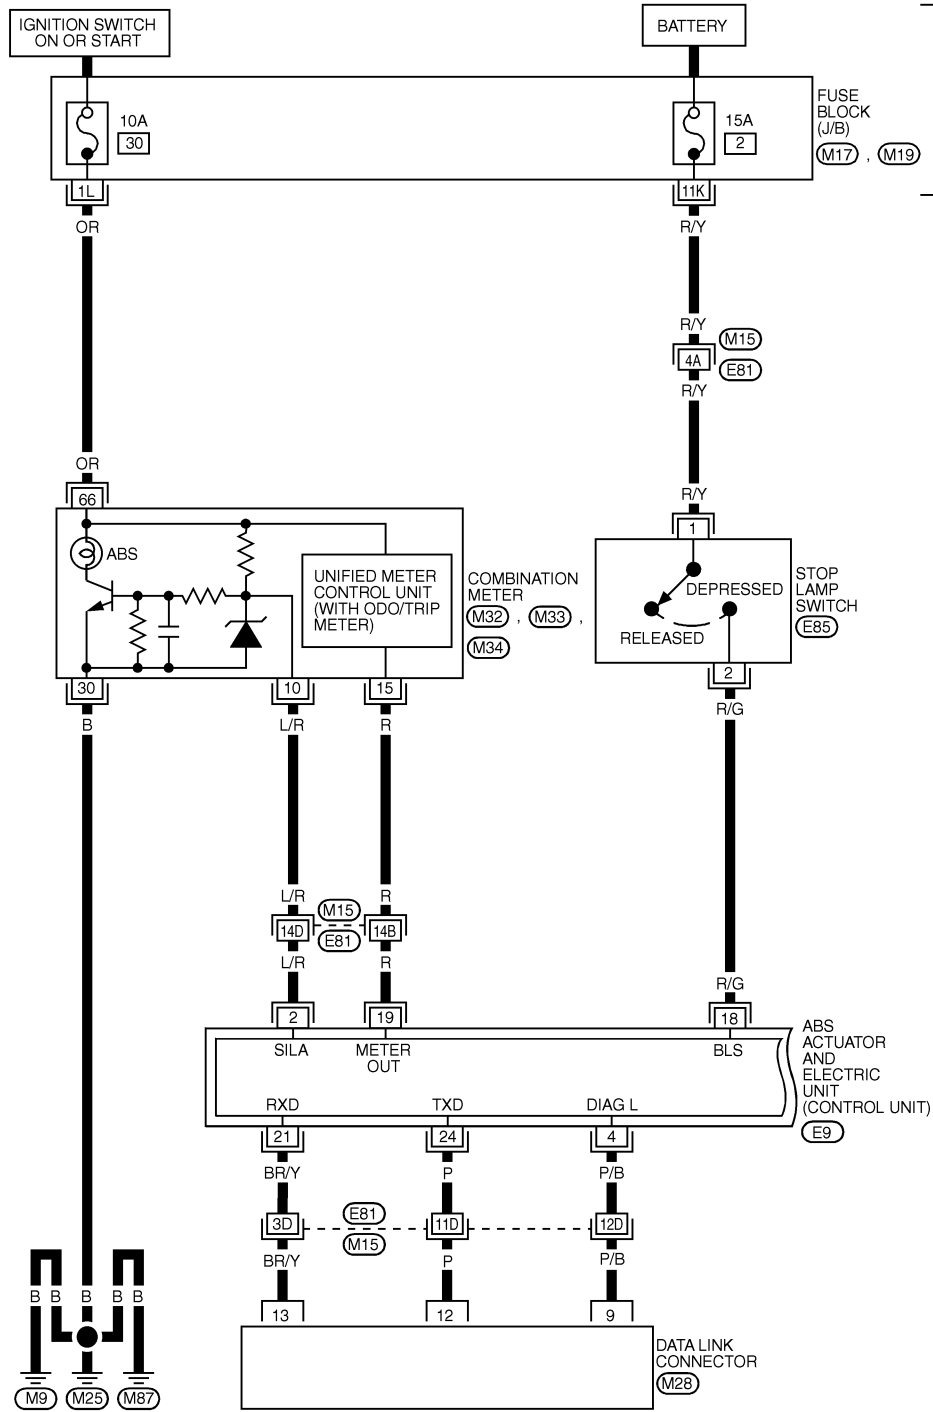 IGNITION SWITCH
ON OR START
BATTERY
10A
30
15A
2
FUSE
BLOCK
(J/B)
M17 , M19
1L
11K
OR
R/Y
R/Y
M15
4A
E81
R/Y
OR
R/Y
66
1
ABS
UNIFIED METER
CONTROL UNIT
(WITH ODO/TRIP
METER)
COMBINATION
METER
M32 , M33 ,
M34
DEPRESSED
RELEASED
STOP
LAMP
SWITCH
E85
30
10
15
2
B
L/R
R
R/G
L/R
R
M15
14D
14B
E81
L/R
R
R/G
2
19
18
SILA
METER
OUT
BLS
ABS
ACTUATOR
AND
ELECTRIC
UNIT
(CONTROL UNIT)
E9
RXD
TXD
DIAG L
21
24
4
BR/Y
P
P/B
3D
E81
M15
11D
12D
BR/Y
P
P/B
B B B B B
13
12
9
DATA LINK
CONNECTOR
M28
M9 M25 M87